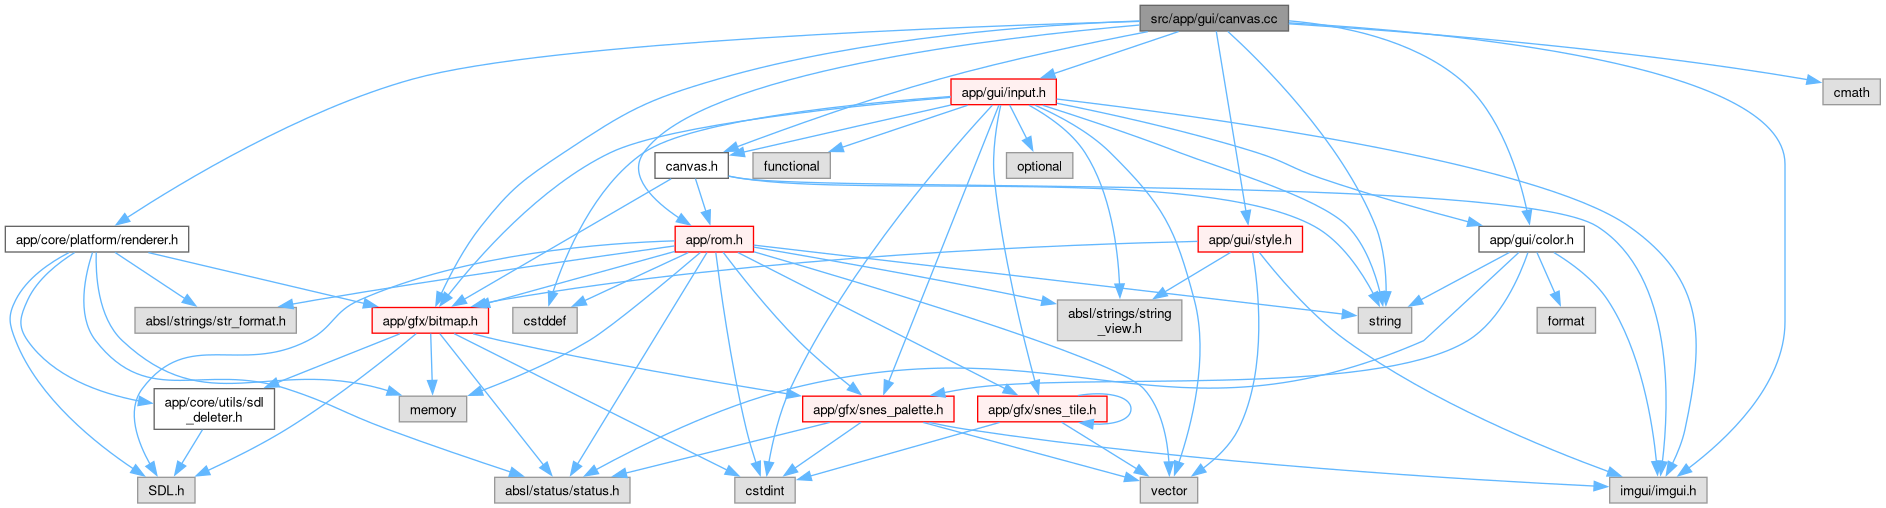 src/app/gui/canvas.cc
app/gui/input.h
cmath
canvas.h
functional
optional
app/core/platform/renderer.h
app/rom.h
app/gui/style.h
app/gui/color.h
absl/strings/str_format.h
app/gfx/bitmap.h
cstddef
absl/strings/string
_view.h
string
format
app/core/utils/sdl
_deleter.h
memory
app/gfx/snes_palette.h
app/gfx/snes_tile.h
SDL.h
absl/status/status.h
cstdint
vector
imgui/imgui.h